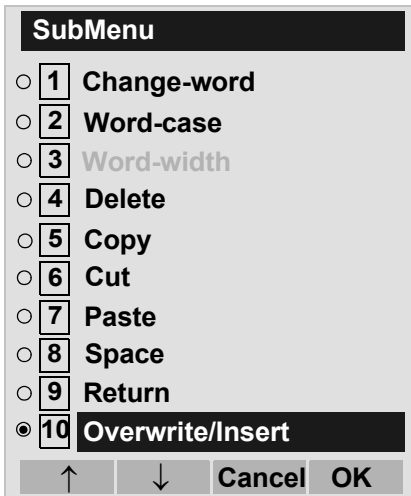 SubMenu
1 Change-word
2 Word-case
3 Word-width
4 Delete
5 Copy
6 Cut
7 Paste
8 Space
9 Return
10 Overwrite/Insert
↑ ↓ Cancel OK